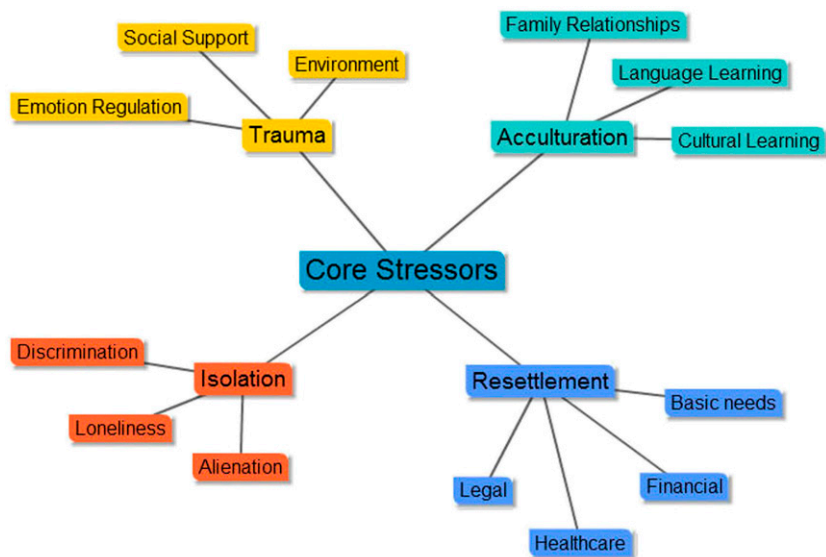 Social Support
Environment
Emotion Regulation
Trauma
Family Relationships
Language Learning
Acculturation
Cultural Learning
Core Stressors
Discrimination
Isolation
Loneliness
Alienation
Resettlement
Basic needs
Legal
Financial
Healthcare